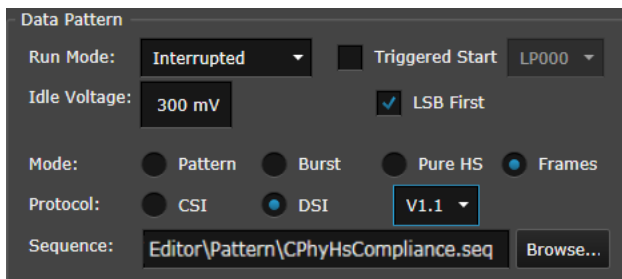 Data Pattern
Run Mode: Interrupted Triggered Start LP000
Idle Voltage: 300 mV LSB First
Mode: Pattern Burst Pure HS Frames
Protocol: CSI DSI V1.1
Sequence: Editor\Pattern\CPhyHsCompliance.seq Browse...